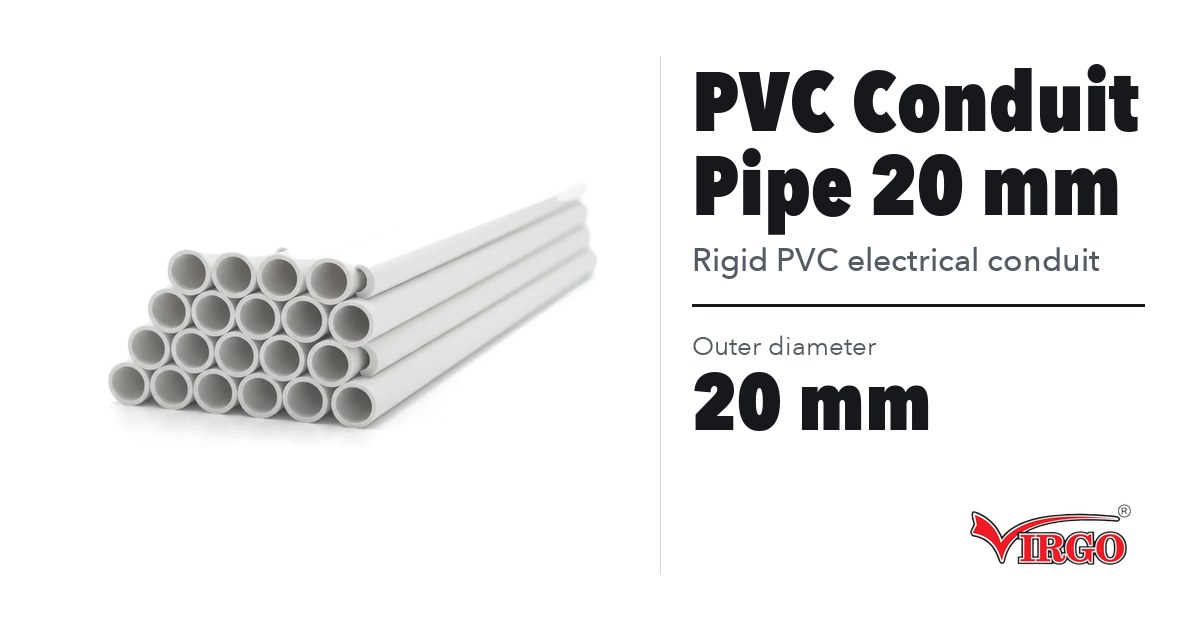 PVC Conduit
Pipe 20 mm
Rigid PVC electrical conduit
Outer diameter
20 mm
VIRGO®